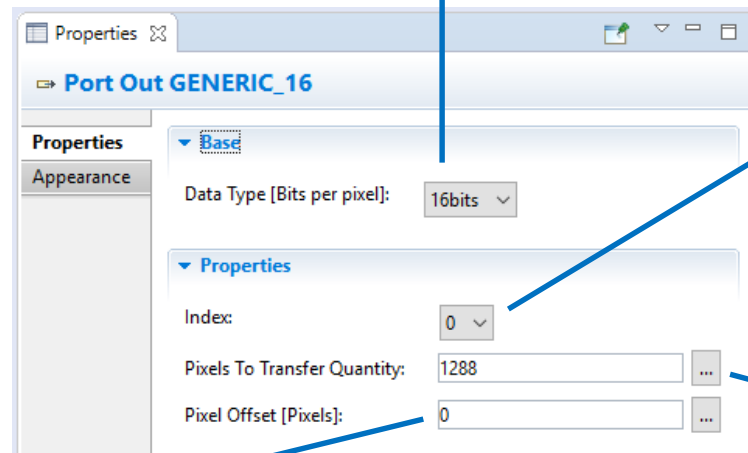 Properties
Port Out GENERIC_16
Properties
Appearance
Base
Data Type [Bits per pixel]: 16bits
Properties
Index: 0
Pixels To Transfer Quantity: 1288 ...
Pixel Offset [Pixels]: 0 ...